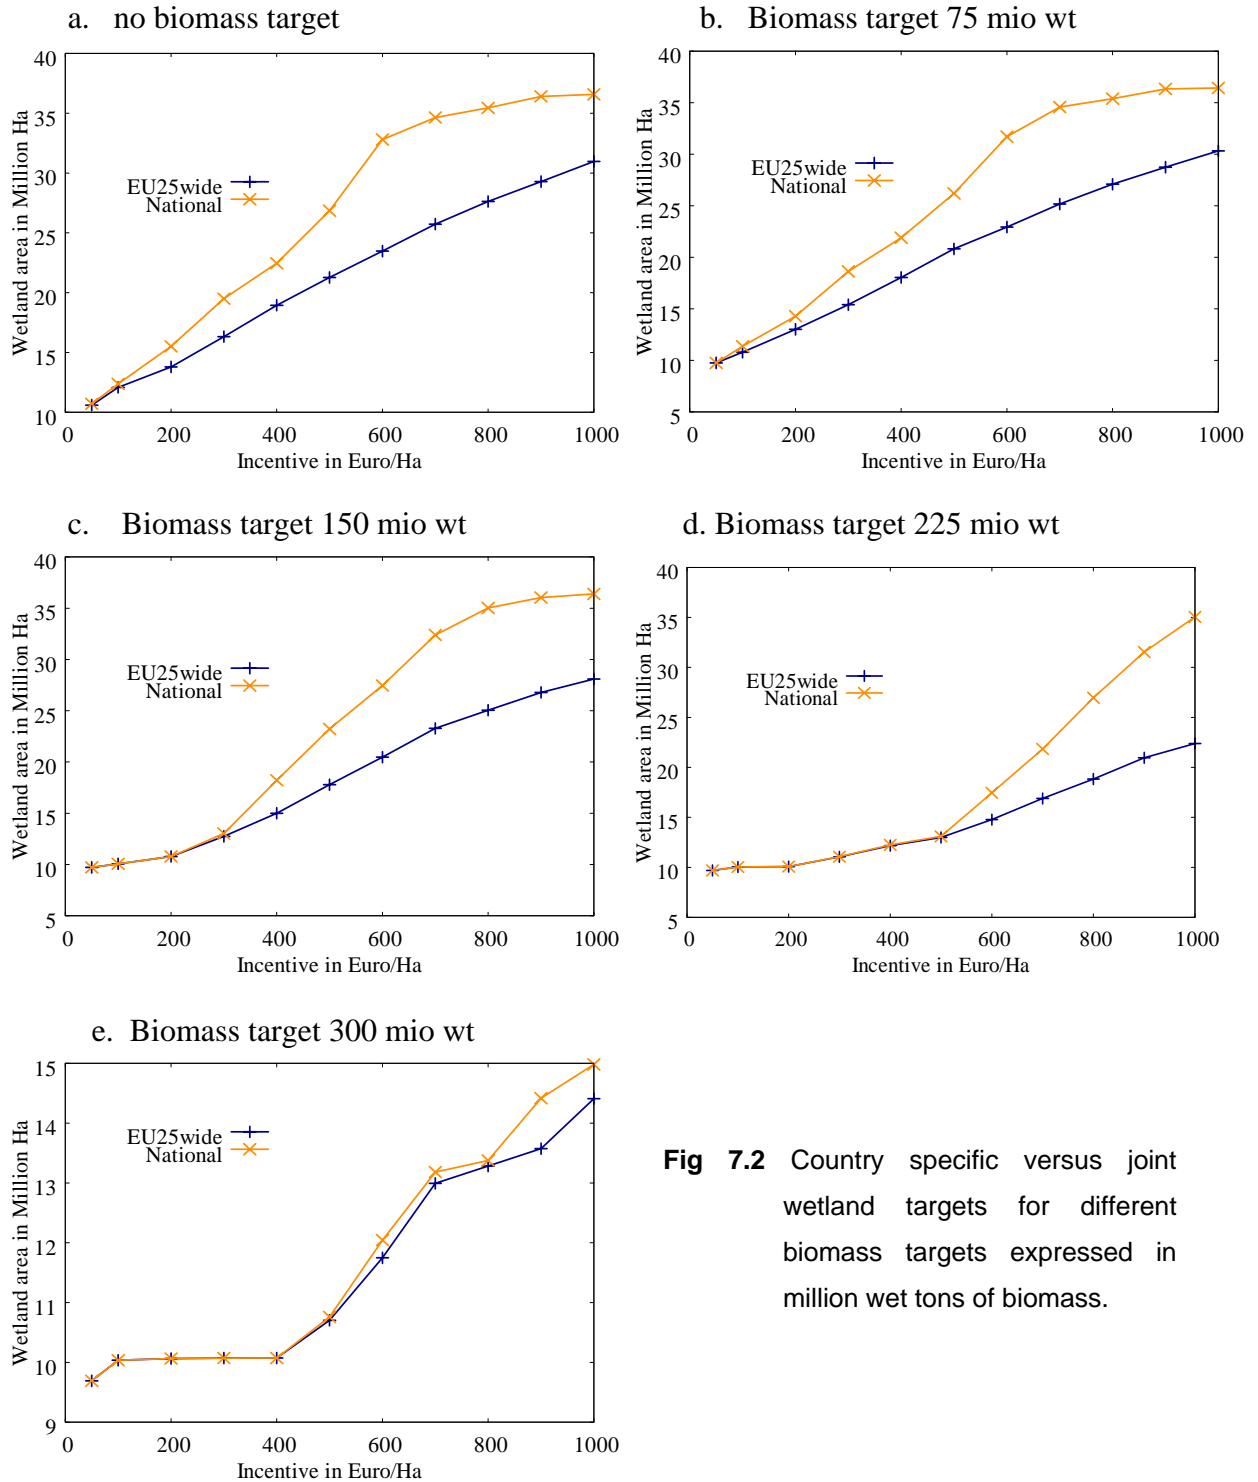 a. no biomass target
40
35
30
25
20
15
10
0 200 400 600 800 1000
Wetland area in Million Ha
Incentive in Euro/Ha
EU25wide
National
b. Biomass target 75 mio wt
40
35
30
25
20
15
10
5
0 200 400 600 800 1000
Wetland area in Million Ha
Incentive in Euro/Ha
EU25wide
National
c. Biomass target 150 mio wt
40
35
30
25
20
15
10
5
0 200 400 600 800 1000
Wetland area in Million Ha
Incentive in Euro/Ha
EU25wide
National
d. Biomass target 225 mio wt
40
35
30
25
20
15
10
5
0 200 400 600 800 1000
Wetland area in Million Ha
Incentive in Euro/Ha
EU25wide
National
e. Biomass target 300 mio wt
15
14
13
12
11
10
9
0 200 400 600 800 1000
Wetland area in Million Ha
Incentive in Euro/Ha
EU25wide
National
Fig 7.2 Country specific versus joint
wetland targets for different
biomass targets expressed in
million wet tons of biomass.